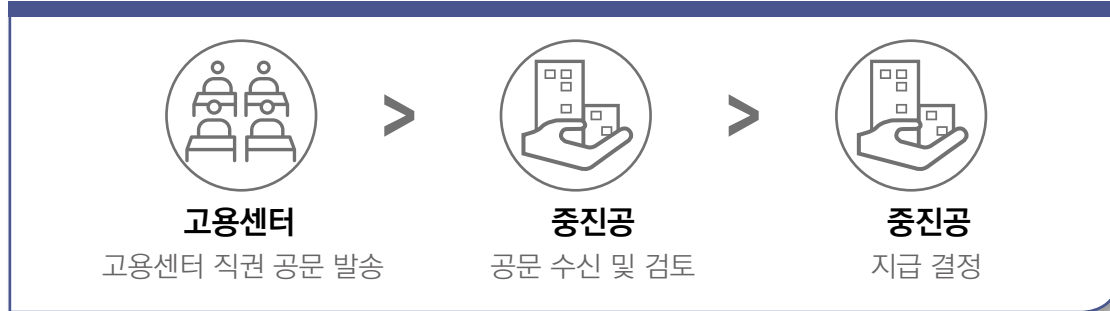 고용센터
고용센터 직권 공문 발송
>
중진공
공문 수신 및 검토
>
중진공
지급 결정